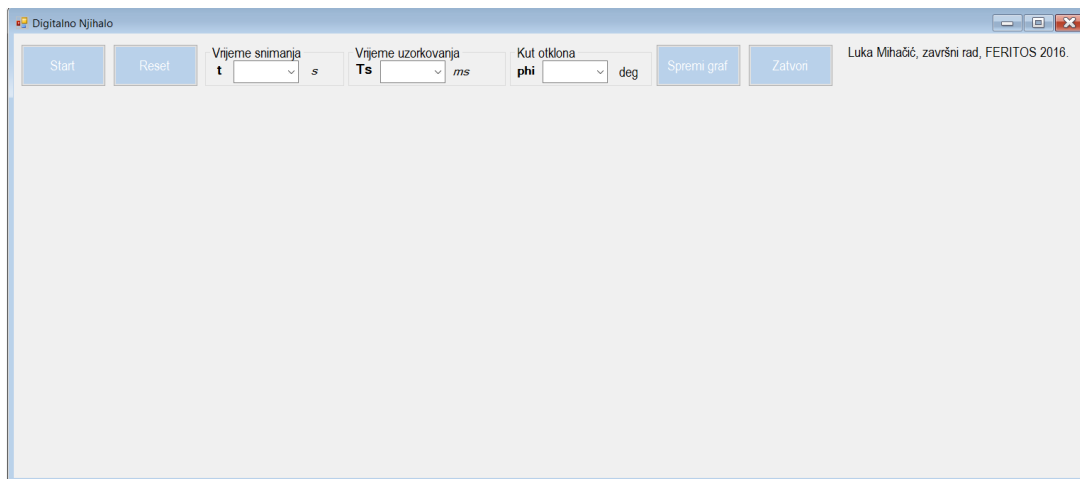 Digitalno Njihalo
Start
Reset
Vrijeme snimanja
t s
Vrijeme uzorkovanja
Ts ms
Kut otklona
phi deg
Spremi graf
Zatvori
Luka Mihačić, završni rad, FERITOS 2016.